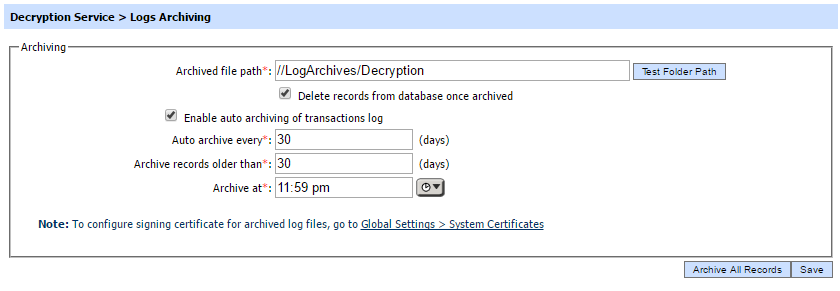 Decryption Service > Logs Archiving
Archiving
Archived file path*: //LogArchives/Decryption Test Folder Path
Delete records from database once archived
Enable auto archiving of transactions log
Auto archive every*: 30 (days)
Archive records older than*: 30 (days)
Archive at*: 11:59 pm
Note: To configure signing certificate for archived log files, go to Global Settings > System Certificates
Archive All Records Save